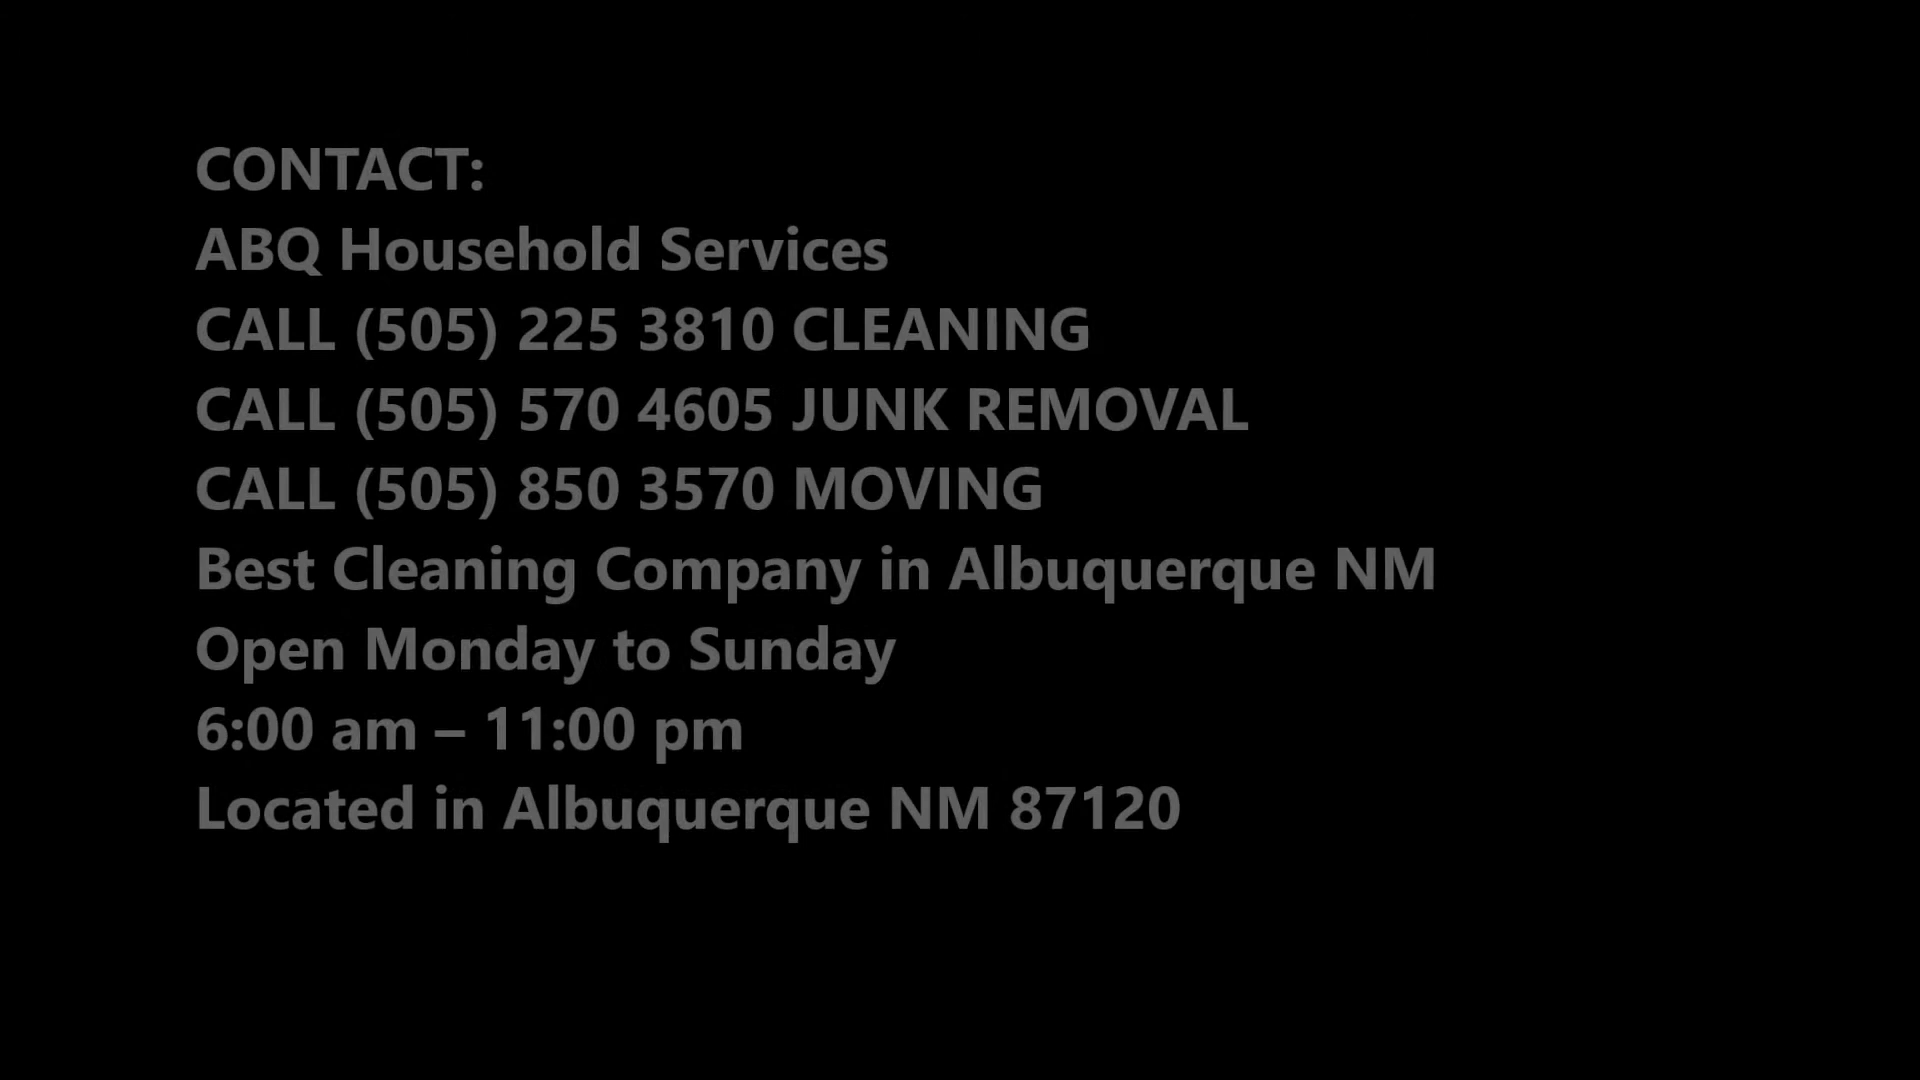 CONTACT:
ABQ Household Services
CALL (505) 225 3810 CLEANING
CALL (505) 570 4605 JUNK REMOVAL
CALL (505) 850 3570 MOVING
Best Cleaning Company in Albuquerque NM
Open Monday to Sunday
6:00 am – 11:00 pm
Located in Albuquerque NM 87120